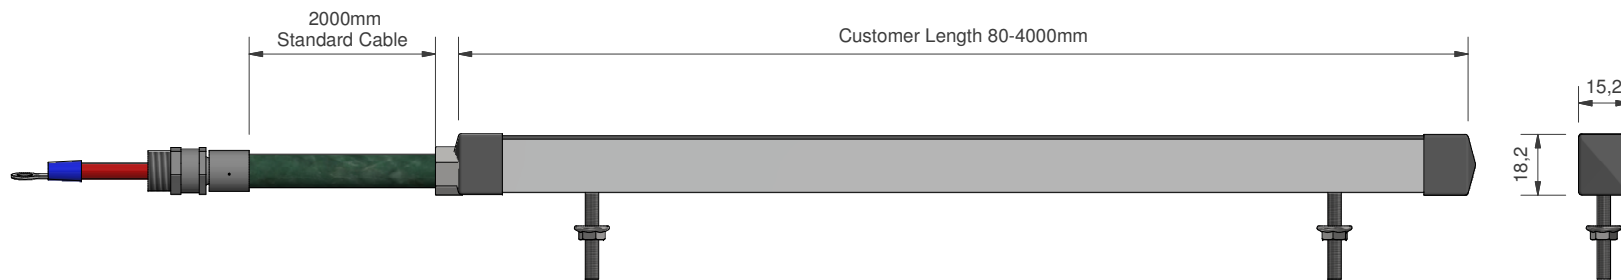 2000mm
Standard Cable
Customer Length 80-4000mm
15,2
18,2